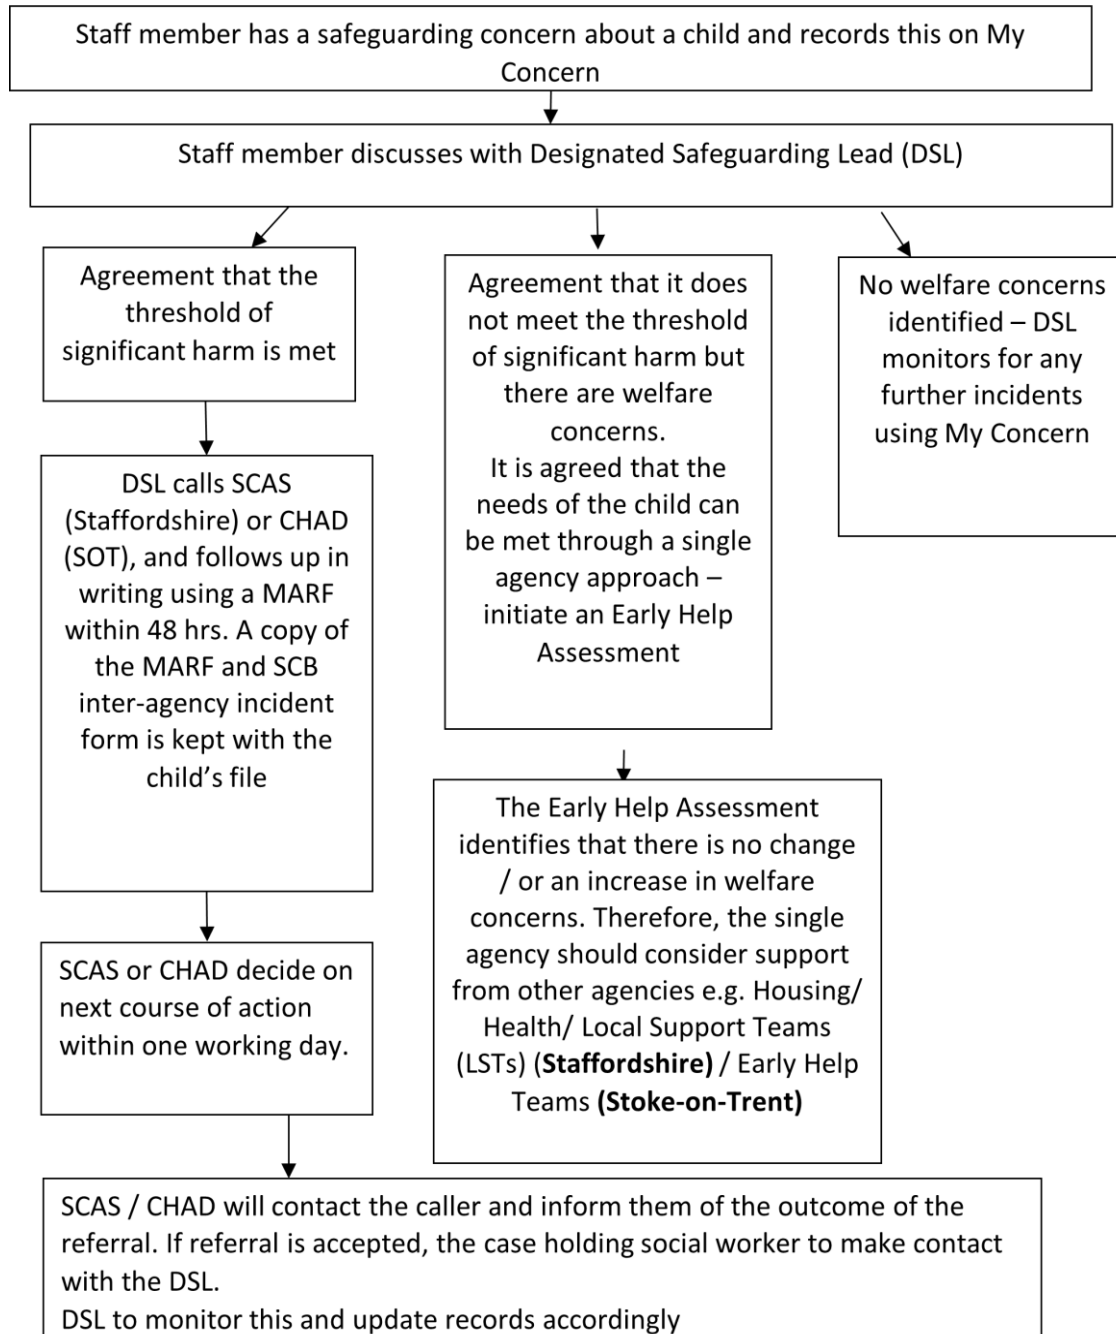 Staff member has a safeguarding concern about a child and records this on My
Concern
Staff member discusses with Designated Safeguarding Lead (DSL)
Agreement that the
threshold of
significant harm is met
Agreement that it does
not meet the threshold
of significant harm but
there are welfare
concerns.
It is agreed that the
needs of the child can
be met through a single
agency approach –
initiate an Early Help
Assessment
No welfare concerns
identified – DSL
monitors for any
further incidents
using My Concern
DSL calls SCAS
(Staffordshire) or CHAD
(SOT), and follows up in
writing using a MARF
within 48 hrs. A copy of
the MARF and SCB
inter-agency incident
form is kept with the
child’s file
The Early Help Assessment
identifies that there is no change
/ or an increase in welfare
concerns. Therefore, the single
agency should consider support
from other agencies e.g. Housing/
Health/ Local Support Teams
(LSTs) (Staffordshire) / Early Help
Teams (Stoke-on-Trent)
SCAS or CHAD decide on
next course of action
within one working day.
SCAS / CHAD will contact the caller and inform them of the outcome of the
referral. If referral is accepted, the case holding social worker to make contact
with the DSL.
DSL to monitor this and update records accordingly